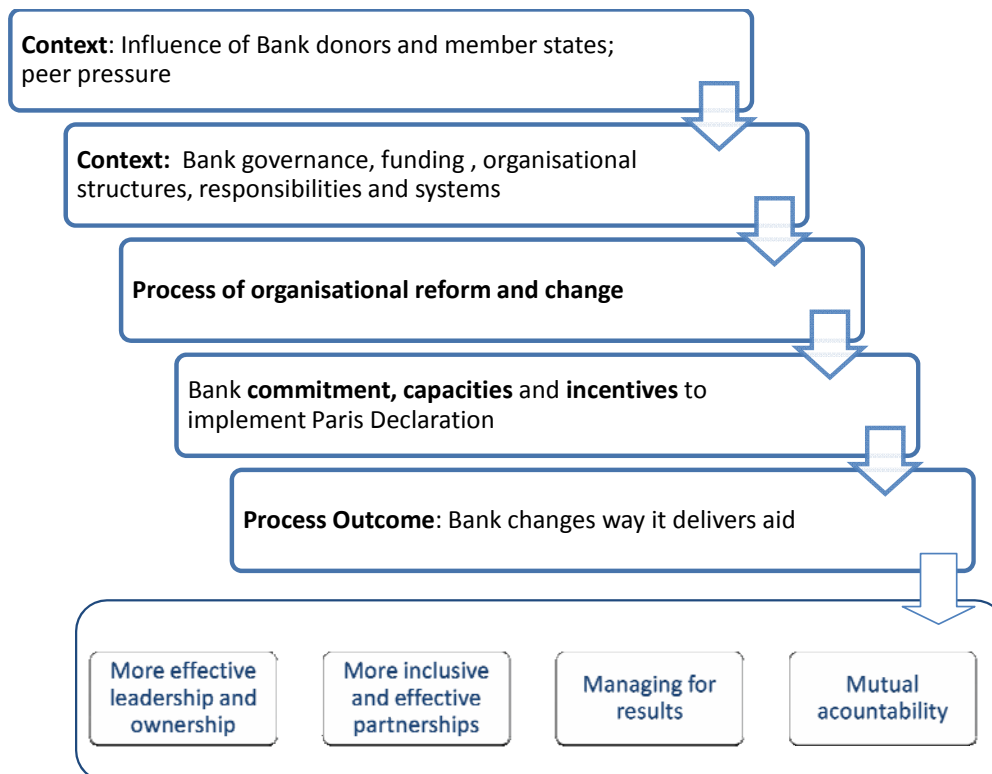 Context: Influence of Bank donors and member states;
peer pressure
Context:  Bank governance, funding , organisational
structures, responsibilities and systems
Process of organisational reform and change
Bank commitment, capacities and incentives to
implement Paris Declaration
Process Outcome: Bank changes way it delivers aid
More effective
leadership and
ownership
More inclusive
and effective
partnerships
Managing for
results
Mutual
acountability